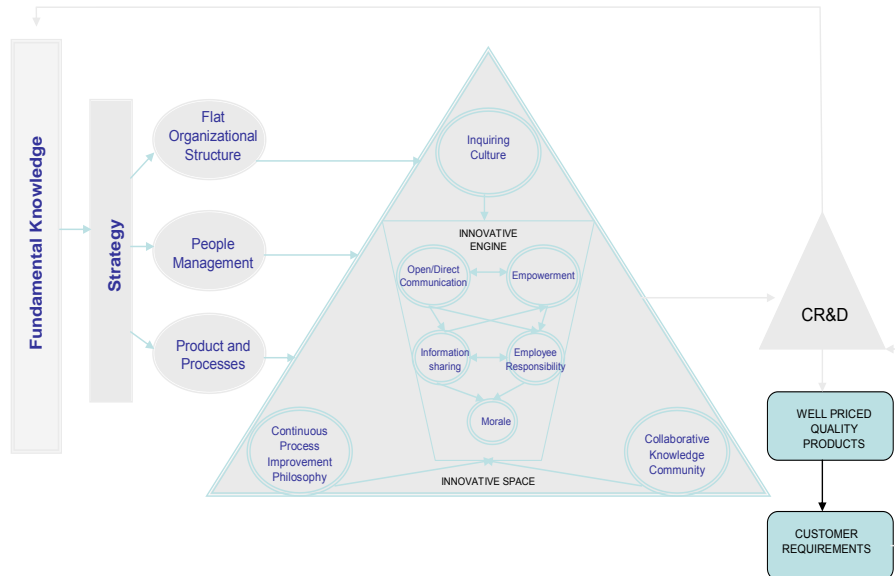 Fundamental Knowledge
Strategy
Flat
Organizational
Structure
People
Management
Product and
Processes
Inquiring
Culture
INNOVATIVE
ENGINE
Open/Direct
Communication
Empowerment
Information
sharing
Employee
Responsibility
Morale
Continuous
Process
Improvement
Philosophy
Collaborative
Knowledge
Community
INNOVATIVE SPACE
CR&D
WELL PRICED
QUALITY
PRODUCTS
CUSTOMER
REQUIREMENTS